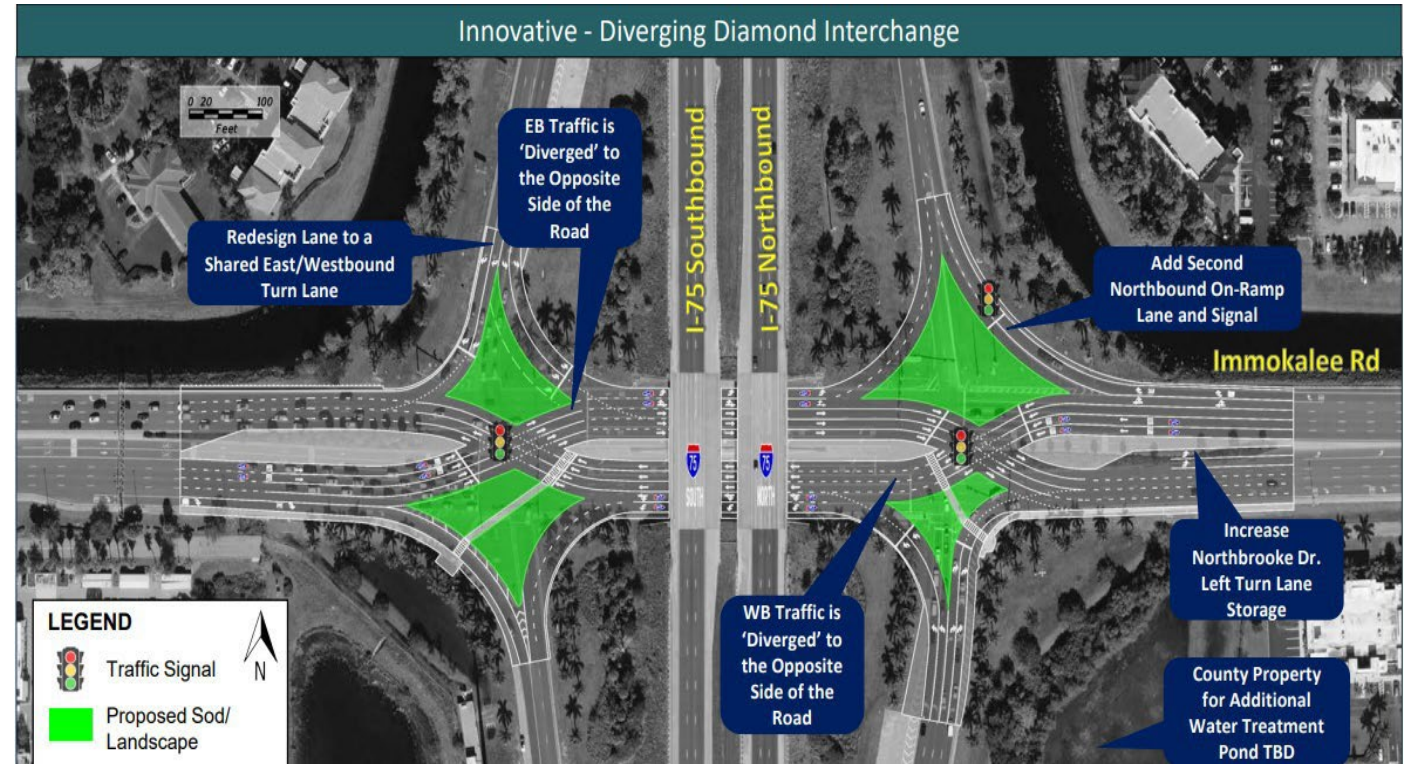 Innovative - Diverging Diamond Interchange
0 20 100
Feet
EB Traffic is
‘Diverged’ to
the Opposite
Side of the
Road
Redesign Lane to a
Shared East/Westbound
Turn Lane
I-75 Southbound
I-75 Northbound
Add Second
Northbound On-Ramp
Lane and Signal
Immokalee Rd
75
SOUTH
75
NORTH
Increase
Northbrooke Dr.
Left Turn Lane
Storage
WB Traffic is
‘Diverged’ to
the Opposite
Side of the
Road
County Property
for Additional
Water Treatment
Pond TBD
LEGEND
Traffic Signal
N
Proposed Sod/
Landscape